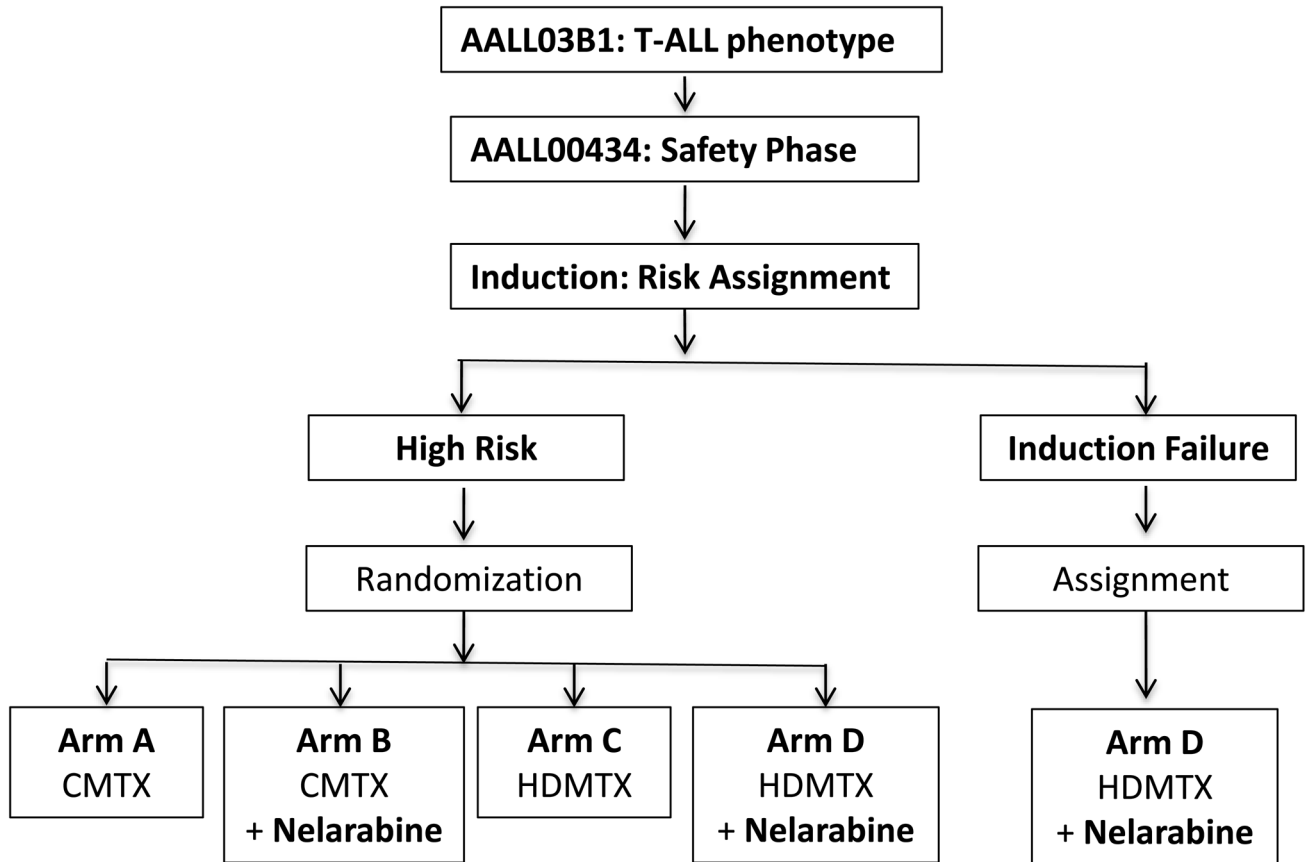 AALL03B1: T-ALL phenotype
AALL00434: Safety Phase
Induction: Risk Assignment
High Risk
Induction Failure
Randomization
Assignment
Arm A
CMTX
Arm B
CMTX
+ Nelarabine
Arm C
HDMTX
Arm D
HDMTX
+ Nelarabine
Arm D
HDMTX
+ Nelarabine